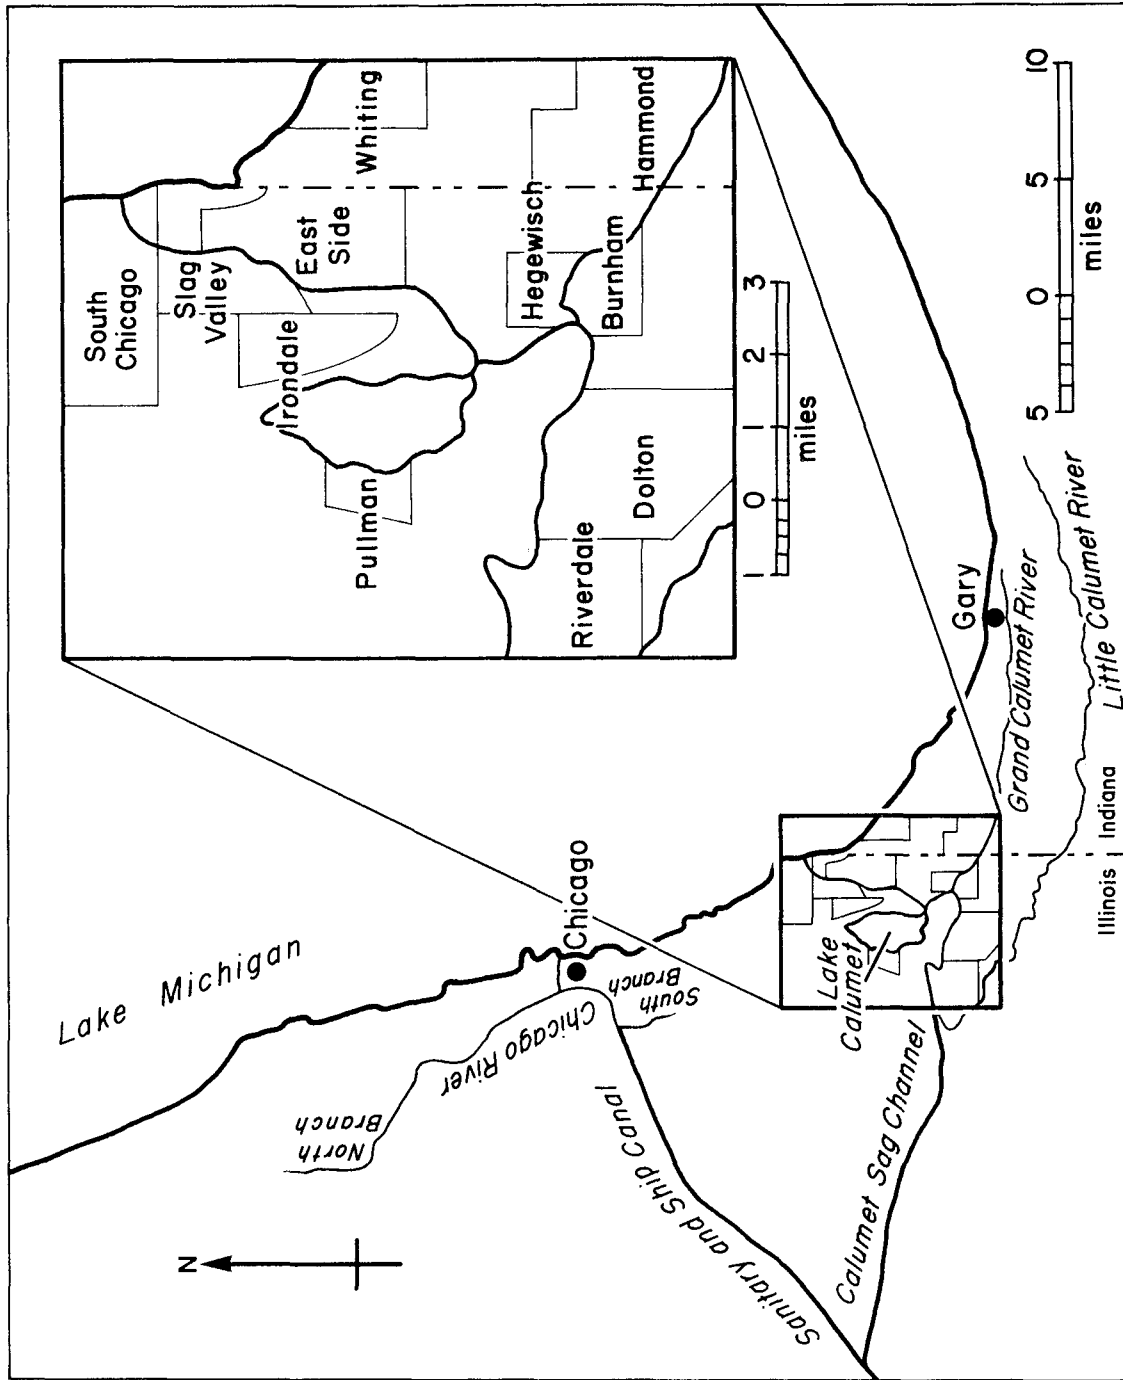 Lake Michigan
N
North
Branch
Chicago River
Chicago
South
Branch
Sanitary and Ship Canal
Calumet Sag Channel
Lake
Calumet
Illinois
Indiana
Grand Calumet River
Little Calumet River
Gary
5 0 5 10
miles
South
Chicago
Slag
Valley
East
Side
Whiting
Irondale
Pullman
Hegewisch
Burnham
Hammond
Riverdale
Dolton
1 0 1 2 3
miles